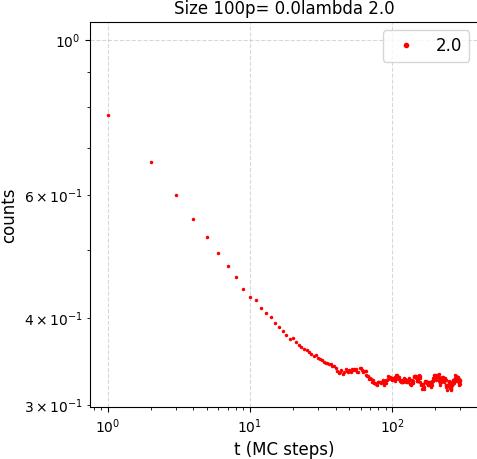 Size 100p= 0.0lambda 2.0
2.0
10⁰
6 × 10⁻¹
4 × 10⁻¹
3 × 10⁻¹
counts
10⁰ 10¹ 10²
t (MC steps)